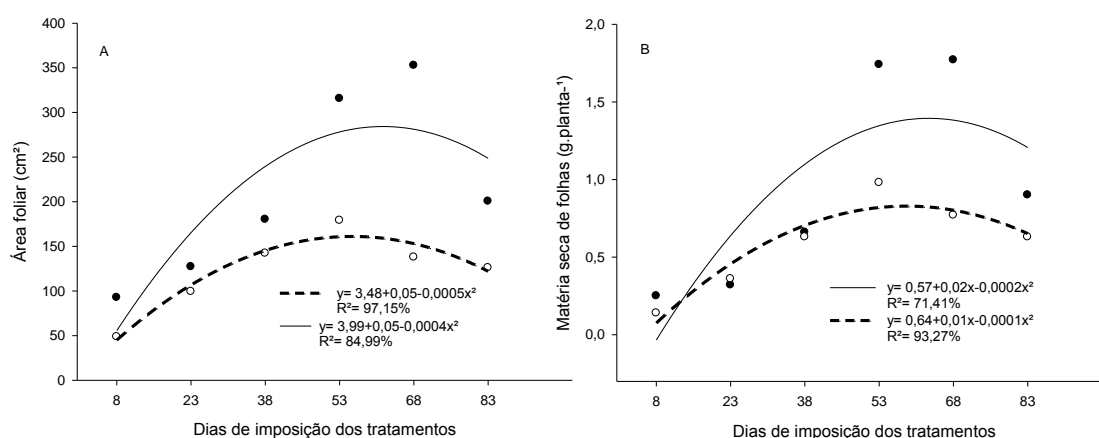 A
Área foliar (cm²)
400
350
300
250
200
150
100
50
0
y= 3,48+0,05-0,0005x²
R²= 97,15%
y= 3,99+0,05-0,0004x²
R²= 84,99%
8 23 38 53 68 83
Dias de imposição dos tratamentos
B
Matéria seca de folhas (g.planta-¹)
2,0
1,5
1,0
0,5
0,0
y= 0,57+0,02x-0,0002x²
R²= 71,41%
y= 0,64+0,01x-0,0001x²
R²= 93,27%
8 23 38 53 68 83
Dias de imposição dos tratamentos